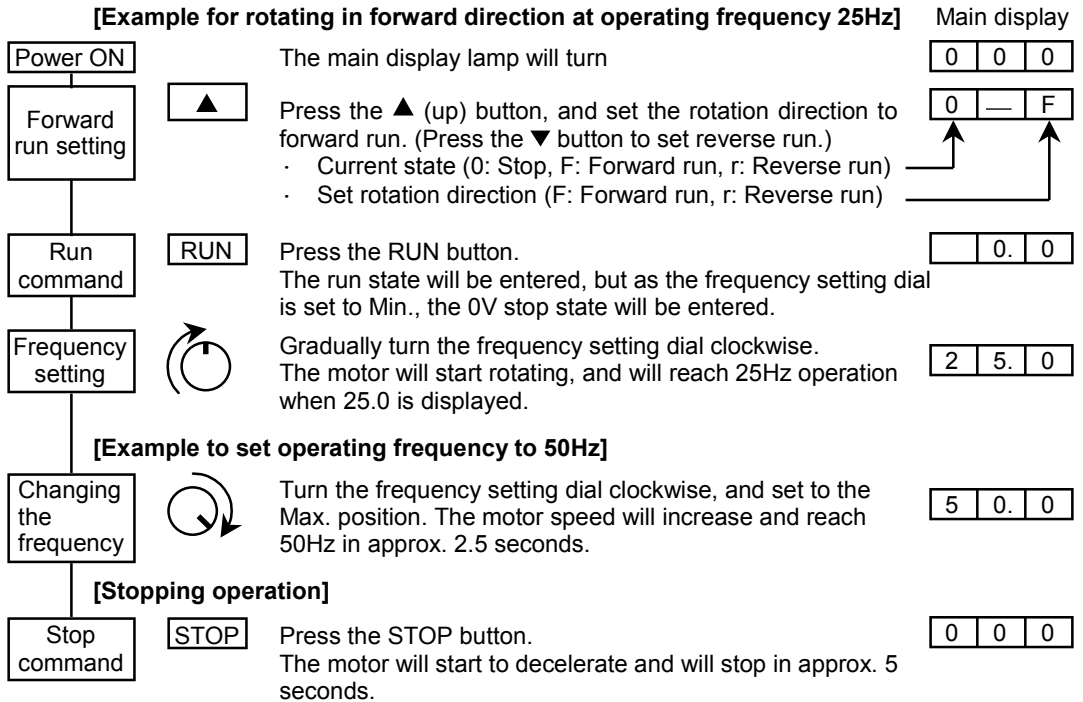 [Example for rotating in forward direction at operating frequency 25Hz] Main display
Power ON The main display lamp will turn 0 0 0
Forward
run setting
▲
Press the ▲ (up) button, and set the rotation direction to
forward run. (Press the ▼ button to set reverse run.)
· Current state (0: Stop, F: Forward run, r: Reverse run)
· Set rotation direction (F: Forward run, r: Reverse run)
0 — F
Run
command
RUN
Press the RUN button.
The run state will be entered, but as the frequency setting dial
is set to Min., the 0V stop state will be entered.
0. 0
Frequency
setting
Gradually turn the frequency setting dial clockwise.
The motor will start rotating, and will reach 25Hz operation
when 25.0 is displayed.
2 5. 0
[Example to set operating frequency to 50Hz]
Changing
the
frequency
Turn the frequency setting dial clockwise, and set to the
Max. position. The motor speed will increase and reach
50Hz in approx. 2.5 seconds.
5 0. 0
[Stopping operation]
Stop
command
STOP
Press the STOP button.
The motor will start to decelerate and will stop in approx. 5
seconds.
0 0 0